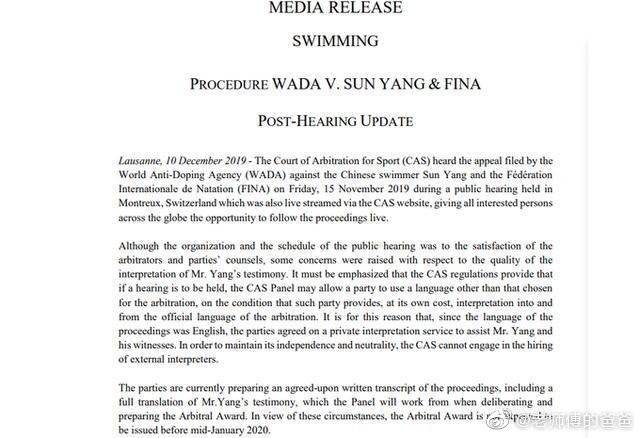 MEDIA RELEASE
SWIMMING
PROCEDURE WADA V. SUN YANG & FINA
POST-HEARING UPDATE
Lausanne, 10 December 2019 - The Court of Arbitration for Sport (CAS) heard the appeal filed by the
World Anti-Doping Agency (WADA) against the Chinese swimmer Sun Yang and the Fédération
Internationale de Natation (FINA) on Friday, 15 November 2019 during a public hearing held in
Montreux, Switzerland which was also live streamed via the CAS website, giving all interested persons
across the globe the opportunity to follow the proceedings live.
Although the organization and the schedule of the public hearing was to the satisfaction of the
arbitrators and parties' counsels, some concerns were raised with respect to the quality of the
interpretation of Mr. Yang's testimony. It must be emphasized that the CAS regulations provide that
if a hearing is to be held, the CAS Panel may allow a party to use a language other than that chosen
for the arbitration, on the condition that such party provides, at its own cost, interpretation into and
from the official language of the arbitration. It is for this reason that, since the language of the
proceedings was English, the parties agreed on a private interpretation service to assist Mr. Yang and
his witnesses. In order to maintain its independence and neutrality, the CAS cannot engage in the hiring
of external interpreters.
The parties are currently preparing an agreed-upon written transcript of the proceedings, including a
full translation of Mr.Yang's testimony, which the Panel will work from when deliberating and
preparing the Arbitral Award. In view of these circumstances, the Arbitral Award is not expected to
be issued before mid-January 2020.
@老师傅的爸爸